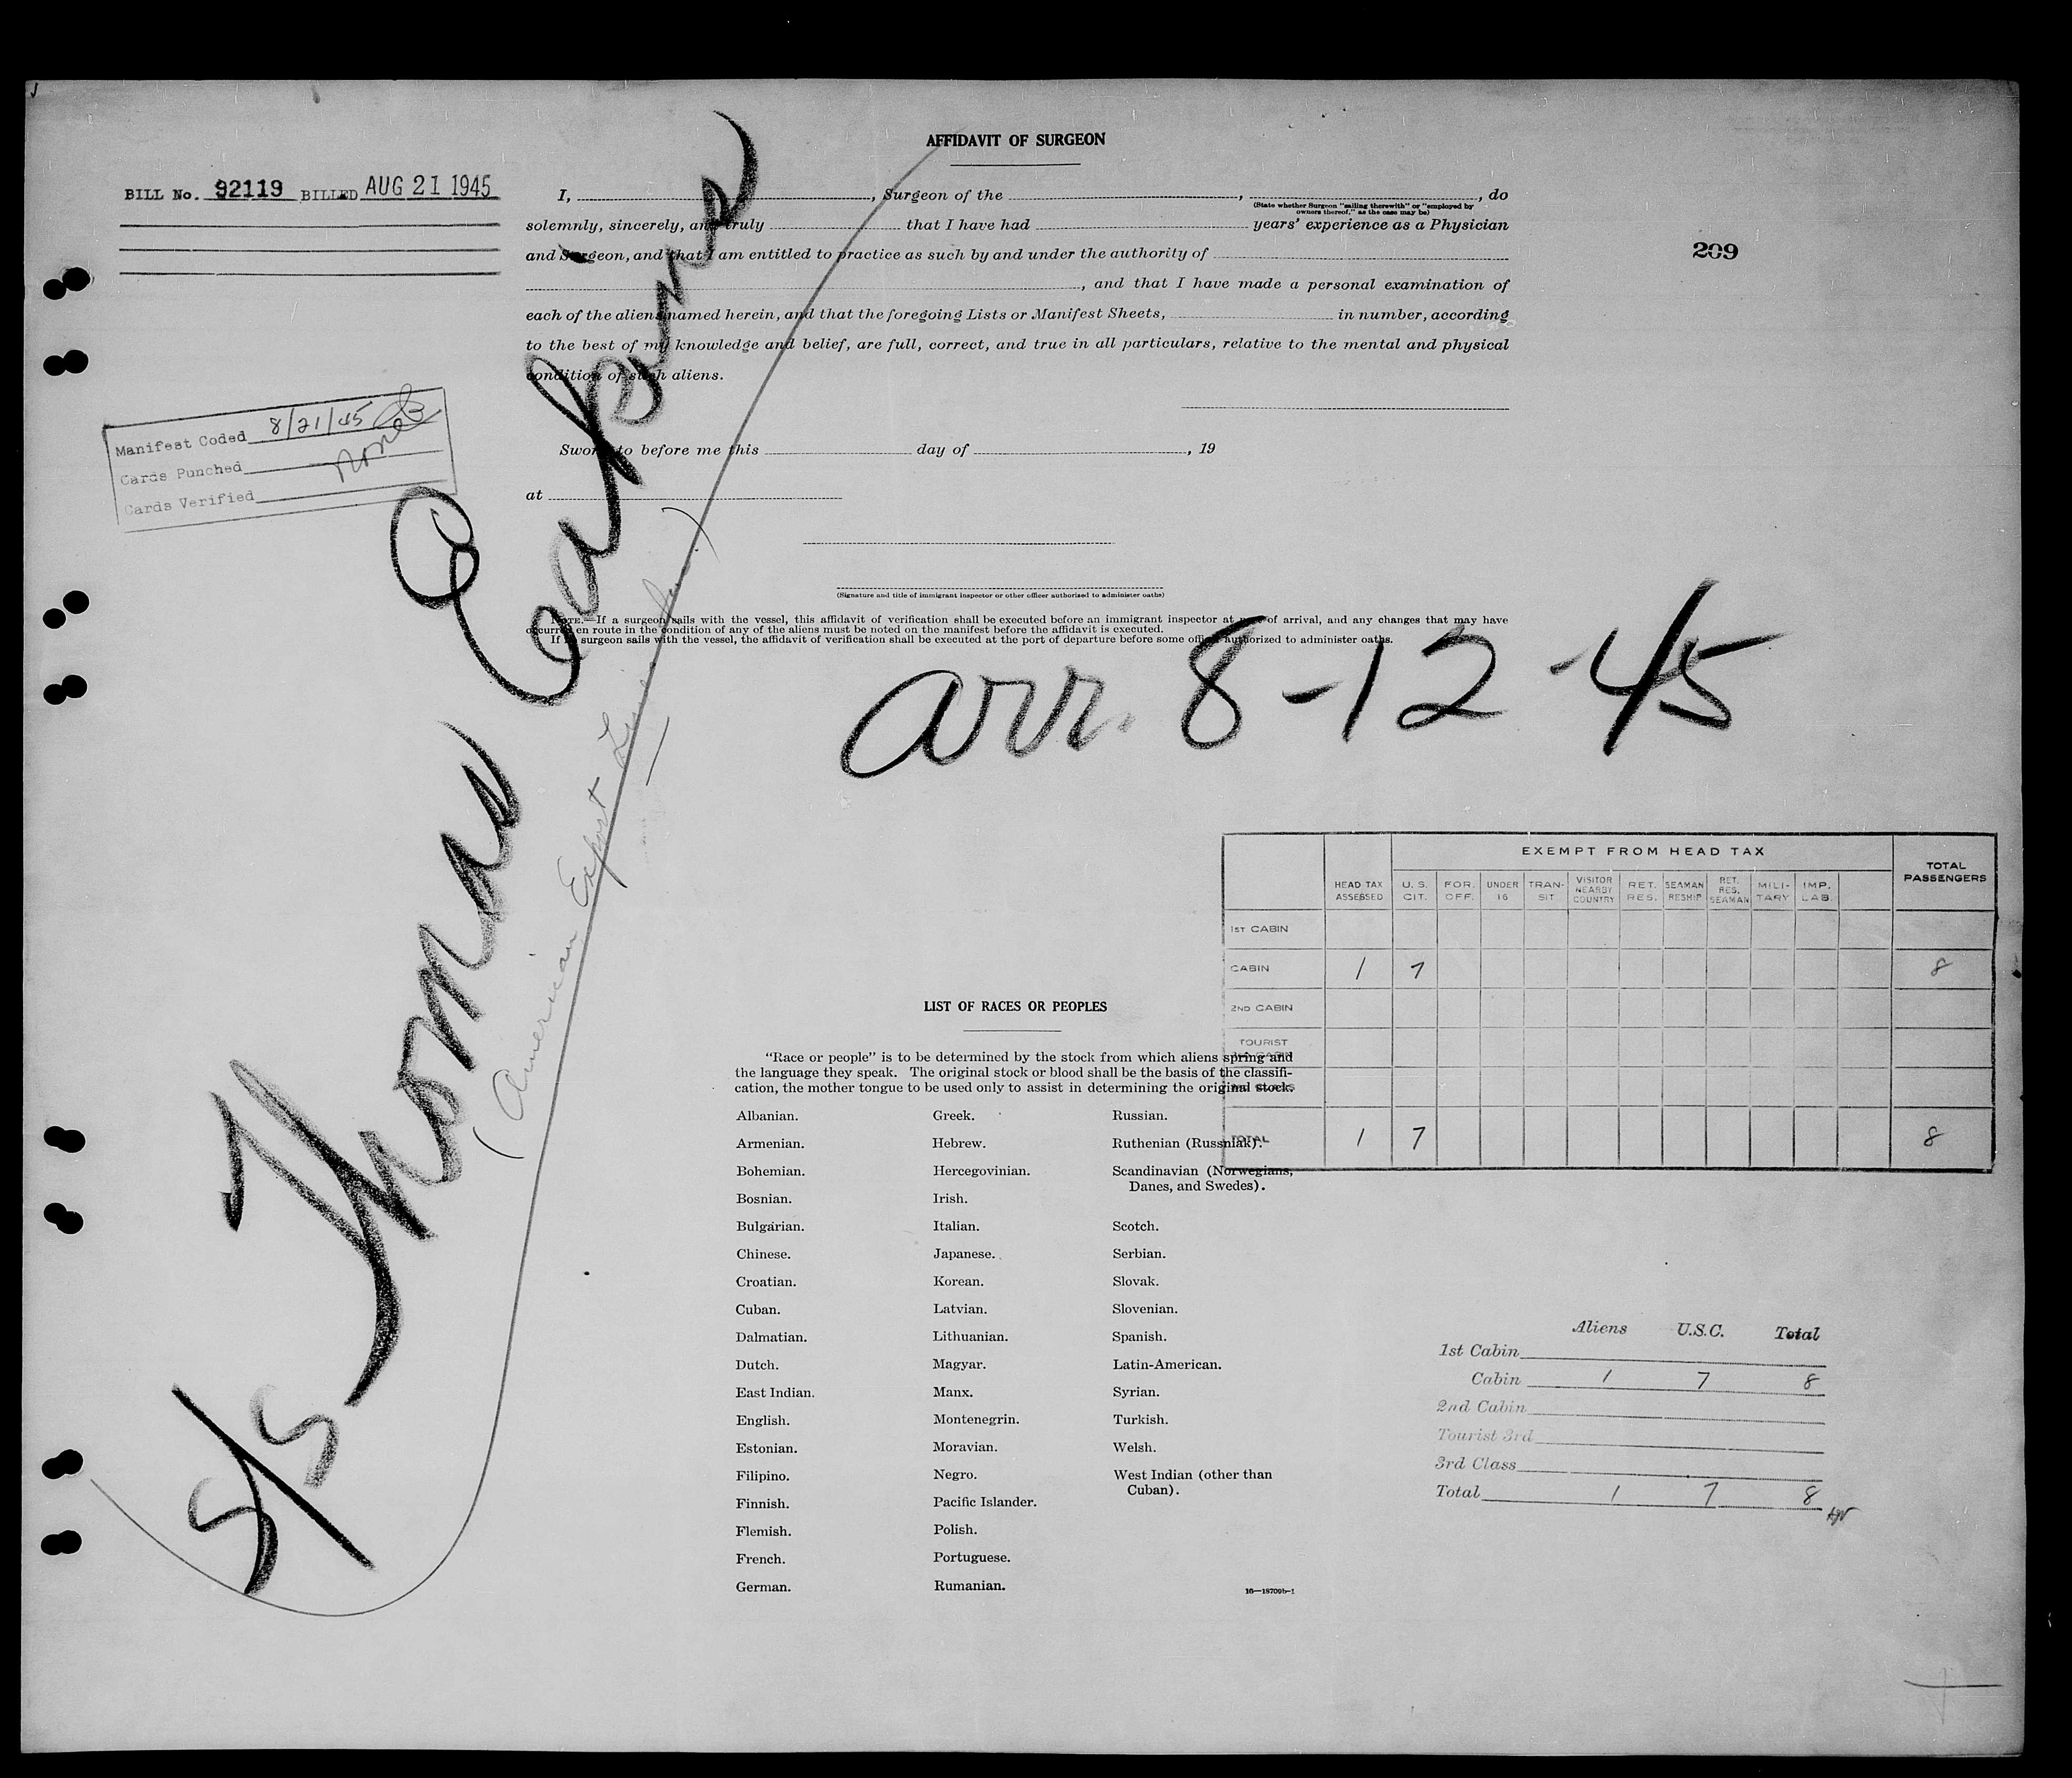 AFFIDAVIT OF SURGEON
BILL No. 92119 BILLED AUG 21 1945
I, , Surgeon of the , , do
(State whether Surgeon "sailing therewith" or "employed by
owners thereof," as the case may be)
solemnly, sincerely, and truly that I have had years' experience as a Physician
and Surgeon, and that I am entitled to practice as such by and under the authority of
, and that I have made a personal examination of
each of the aliens named herein, and that the foregoing Lists or Manifest Sheets, in number, according
to the best of my knowledge and belief, are full, correct, and true in all particulars, relative to the mental and physical
condition of such aliens.
209
Manifest Coded 8/21/45
Cards Punched
Cards Verified
Sworn to before me this day of , 19
at
(Signature and title of immigrant inspector or other officer authorized to administer oaths)
NOTE.—If a surgeon sails with the vessel, this affidavit of verification shall be executed before an immigrant inspector at port of arrival, and any changes that may have
occurred en route in the condition of any of the aliens must be noted on the manifest before the affidavit is executed.
If no surgeon sails with the vessel, the affidavit of verification shall be executed at the port of departure before some officer authorized to administer oaths.
S/S Thomas Eakins
(American Export Lines
arr. 8-12-45
EXEMPT FROM HEAD TAX
HEAD TAX ASSESSED U. S. CIT. FOR. OFF. UNDER 16 TRAN-SIT VISITOR NEARBY COUNTRY RET. RES. SEAMAN RESHIP RET. RES. SEAMAN MILI-TARY IMP. LAB. TOTAL PASSENGERS
1ST CABIN
CABIN 1 7 8
2ND CABIN
TOURIST
TOTAL 1 7 8
LIST OF RACES OR PEOPLES
"Race or people" is to be determined by the stock from which aliens spring and
the language they speak. The original stock or blood shall be the basis of the classifi-
cation, the mother tongue to be used only to assist in determining the original stock.
Albanian. Greek. Russian.
Armenian. Hebrew. Ruthenian (Russniak).
Bohemian. Hercegovinian. Scandinavian (Norwegians,
Danes, and Swedes).
Bosnian. Irish.
Bulgarian. Italian. Scotch.
Chinese. Japanese. Serbian.
Croatian. Korean. Slovak.
Cuban. Latvian. Slovenian.
Dalmatian. Lithuanian. Spanish.
Dutch. Magyar. Latin-American.
East Indian. Manx. Syrian.
English. Montenegrin. Turkish.
Estonian. Moravian. Welsh.
Filipino. Negro. West Indian (other than
Cuban).
Finnish. Pacific Islander.
Flemish. Polish.
French. Portuguese.
German. Rumanian.
16—18709b-1
Aliens U.S.C. Total
1st Cabin
Cabin 1 7 8
2nd Cabin
Tourist 3rd
3rd Class
Total 1 7 8